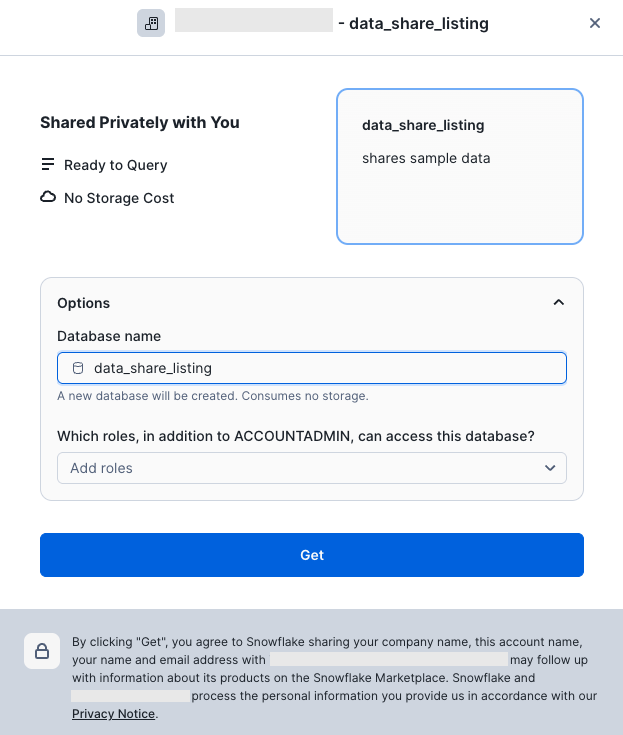 - data_share_listing
Shared Privately with You
Ready to Query
No Storage Cost
data_share_listing
shares sample data
Options
Database name
data_share_listing
A new database will be created. Consumes no storage.
Which roles, in addition to ACCOUNTADMIN, can access this database?
Add roles
Get
By clicking "Get", you agree to Snowflake sharing your company name, this account name,
your name and email address with may follow up
with information about its products on the Snowflake Marketplace. Snowflake and
process the personal information you provide us in accordance with our
Privacy Notice.